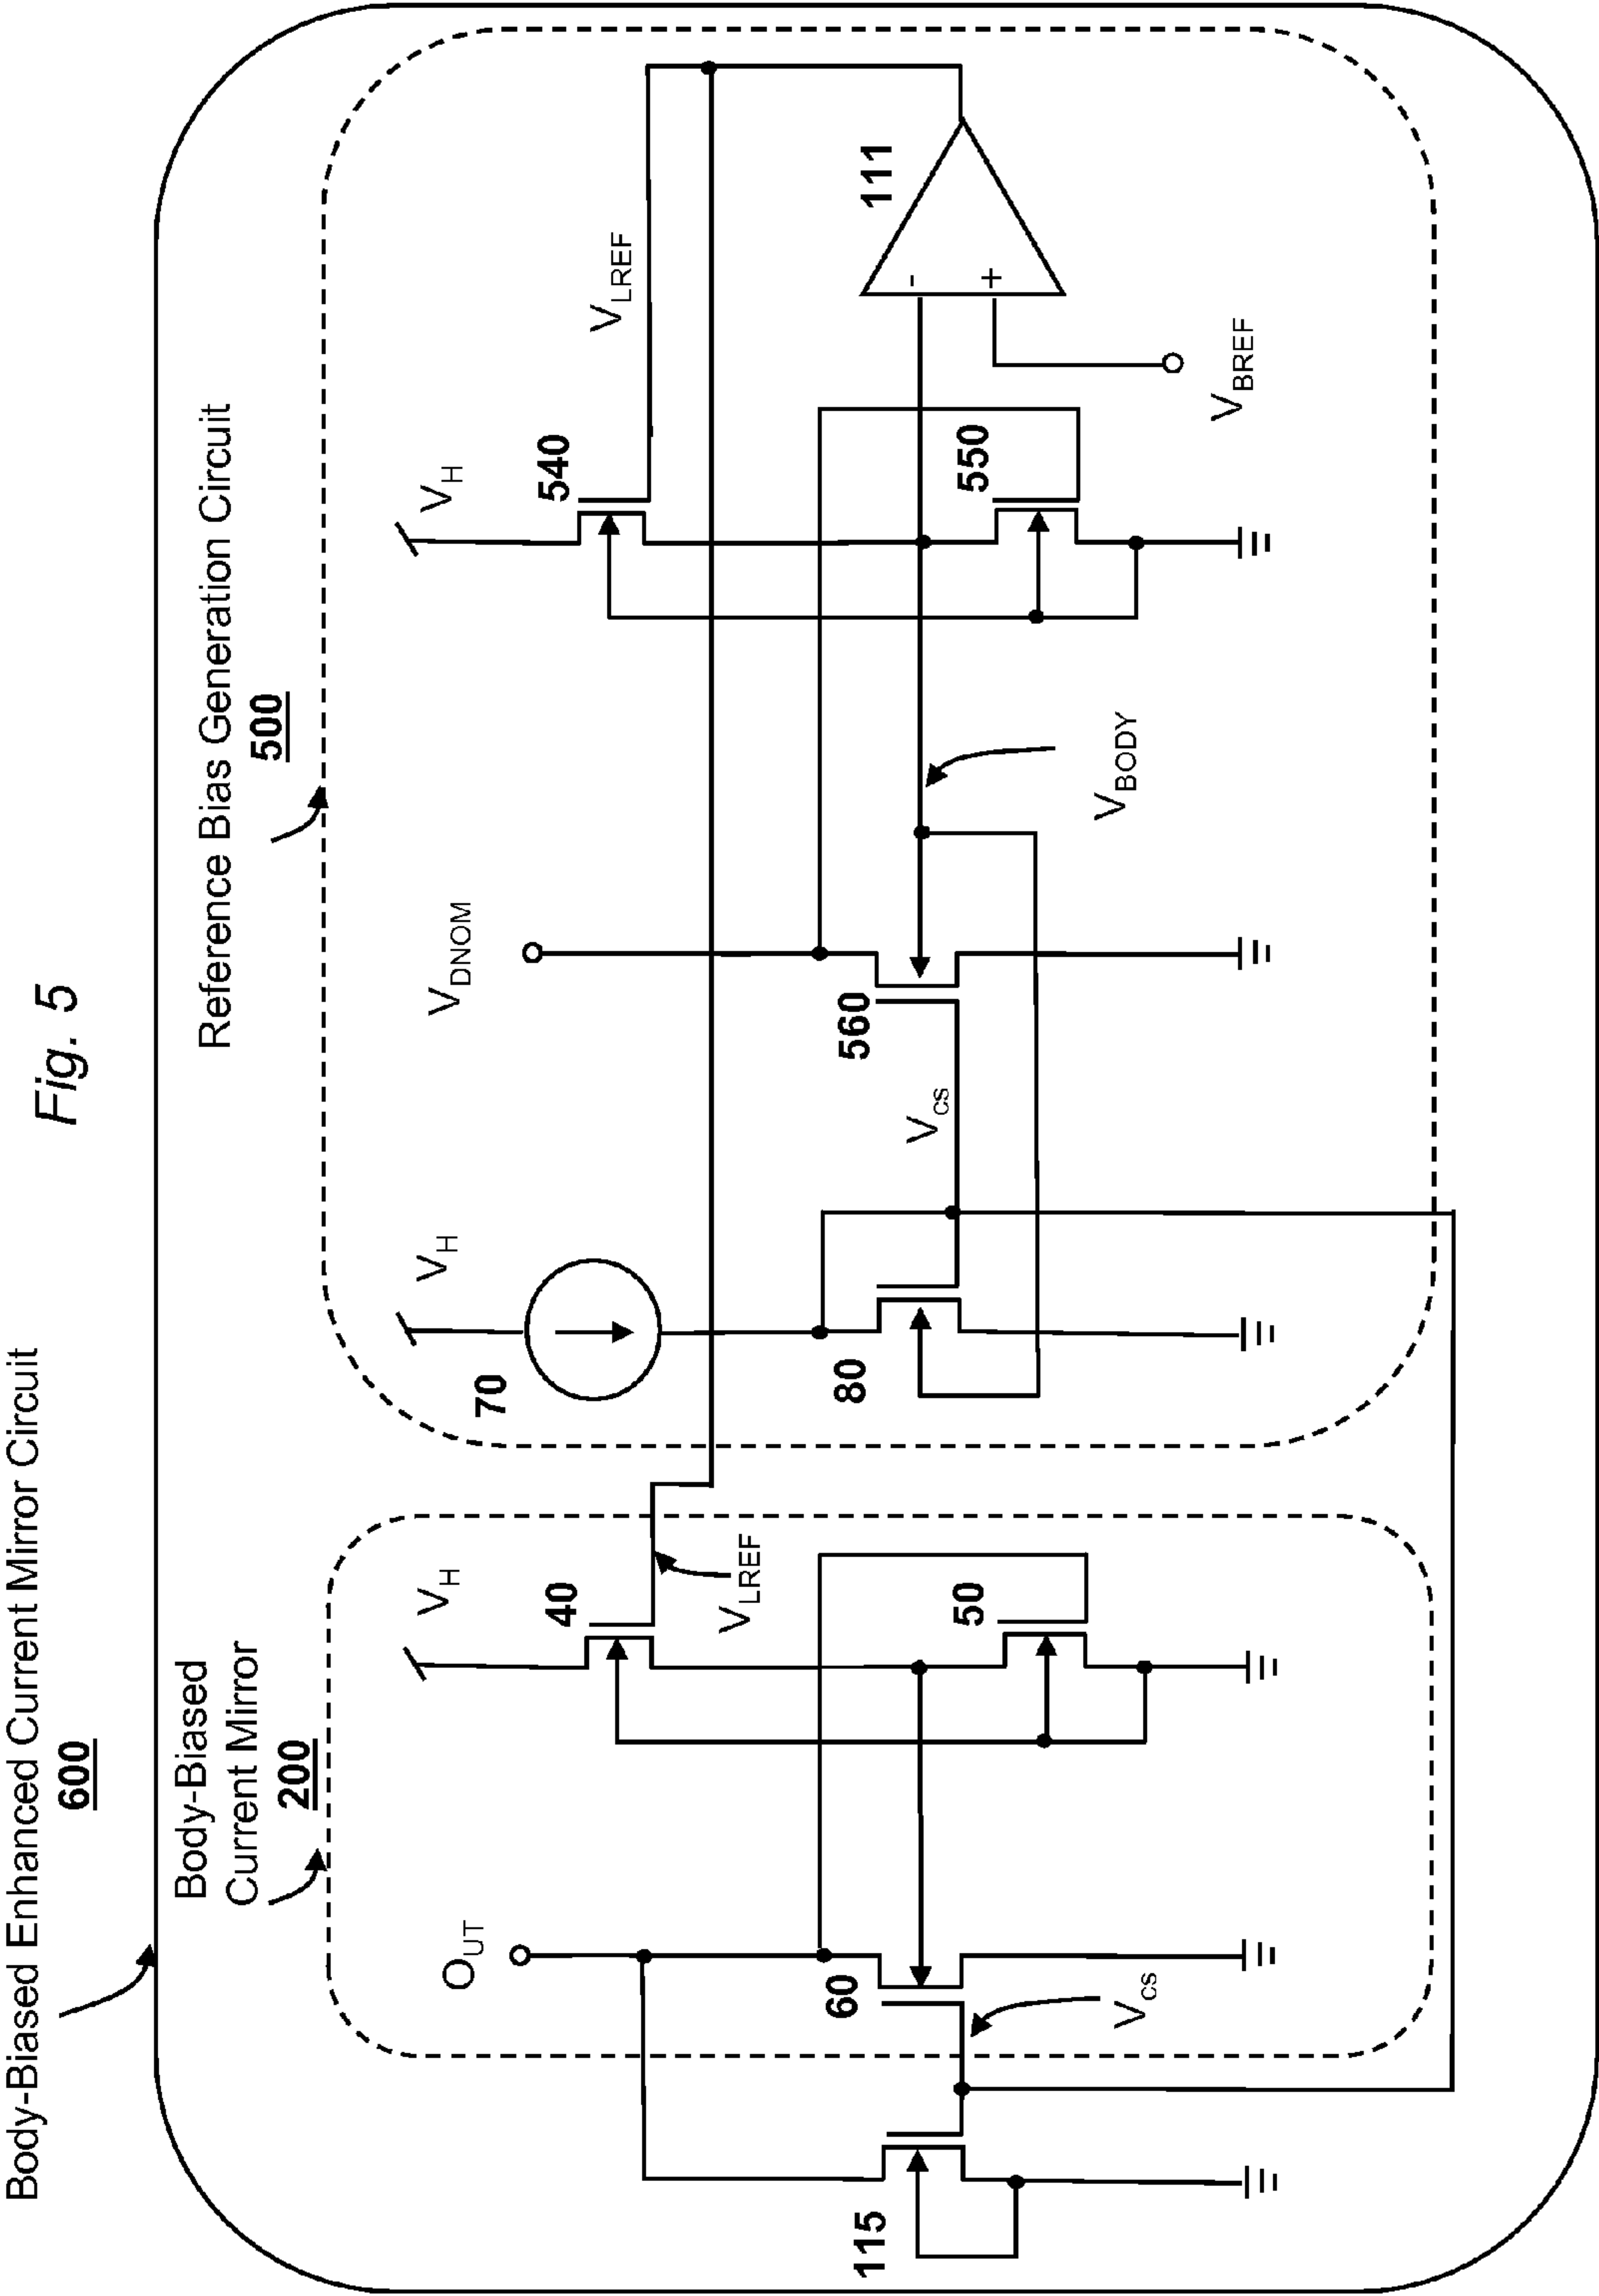 Fig. 5
Body-Biased Enhanced Current Mirror Circuit
600
Reference Bias Generation Circuit
500
Body-Biased
Current Mirror
200
OUT
VH
40
VLREF
50
60
VCS
115
VH
70
80
VCS
VDNOM
560
VBODY
VH
540
VLREF
550
111
-
+
VBREF